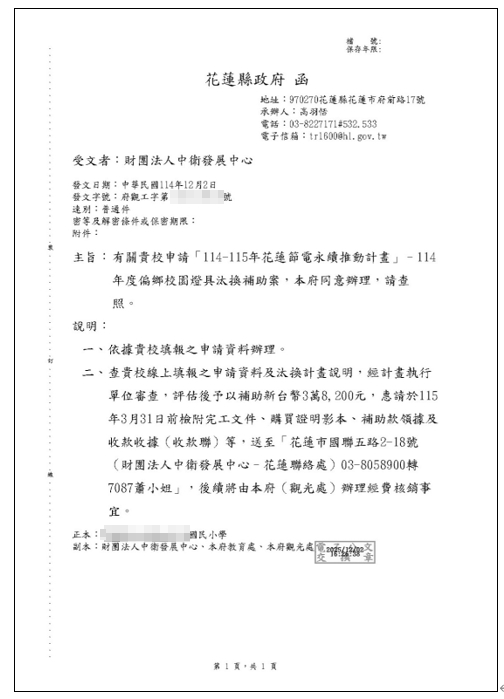 檔　　號：
保存年限：
花蓮縣政府　函
地址：970270花蓮縣花蓮市府前路17號
承辦人：高羽恬
電話：03-8227171#532.533
電子信箱：tr1600@hl.gov.tw
受文者：財團法人中衛發展中心
發文日期：中華民國114年12月2日
發文字號：府觀工字第　　　　號
速別：普通件
密等及解密條件或保密期限：
附件：
主旨：有關貴校申請「114-115年花蓮節電永續推動計畫」－114
年度偏鄉校園燈具汰換補助案，本府同意辦理，請查
照。
說明：
一、依據貴校填報之申請資料辦理。
二、查貴校線上填報之申請資料及汰換計畫說明，經計畫執行
單位審查，評估後予以補助新台幣3萬8,200元，惠請於115
年3月31日前檢附完工文件、購買證明影本、補助款領據及
收款收據（收款聯）等，送至「花蓮市國聯五路2-18號
（財團法人中衛發展中心－花蓮聯絡處）03-8058900轉
7087蕭小姐」，後續將由本府（觀光處）辦理經費核銷事
宜。
正本：　　　　國民小學
副本：財團法人中衛發展中心、本府教育處、本府觀光處
電子公文
2025/12/02
16:26:58
交換章
裝
訂
線
第 1 頁，共 1 頁